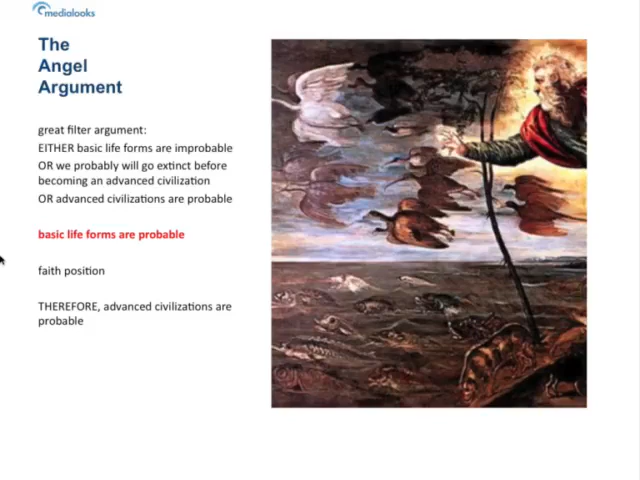 medialooks
The
Angel
Argument
great filter argument:
EITHER basic life forms are improbable
OR we probably will go extinct before
becoming an advanced civilization
OR advanced civilizations are probable
basic life forms are probable
faith position
THEREFORE, advanced civilizations are
probable